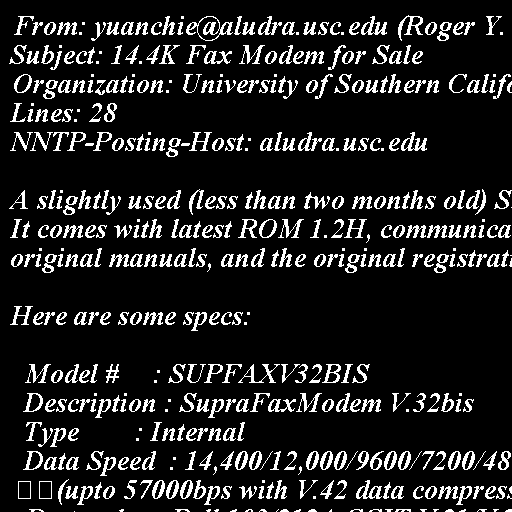 From: yuanchie@aludra.usc.edu (Roger Y.
Subject: 14.4K Fax Modem for Sale
Organization: University of Southern Califo
Lines: 28
NNTP-Posting-Host: aludra.usc.edu
A slightly used (less than two months old) S
It comes with latest ROM 1.2H, communica
original manuals, and the original registrati
Here are some specs:
Model # : SUPFAXV32BIS
Description : SupraFaxModem V.32bis
Type : Internal
Data Speed : 14,400/12,000/9600/7200/48
(upto 57000bps with V.42 data compress